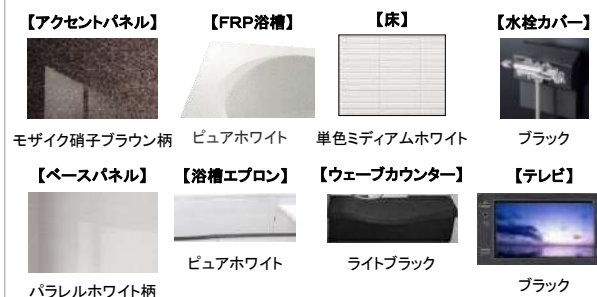 【アクセントパネル】 【FRP浴槽】 【床】 【水栓カバー】
モザイク硝子ブラウン柄 ピュアホワイト 単色ミディアムホワイト ブラック
【ベースパネル】 【浴槽エプロン】 【ウェーブカウンター】 【テレビ】
パラレルホワイト柄 ピュアホワイト ライトブラック ブラック